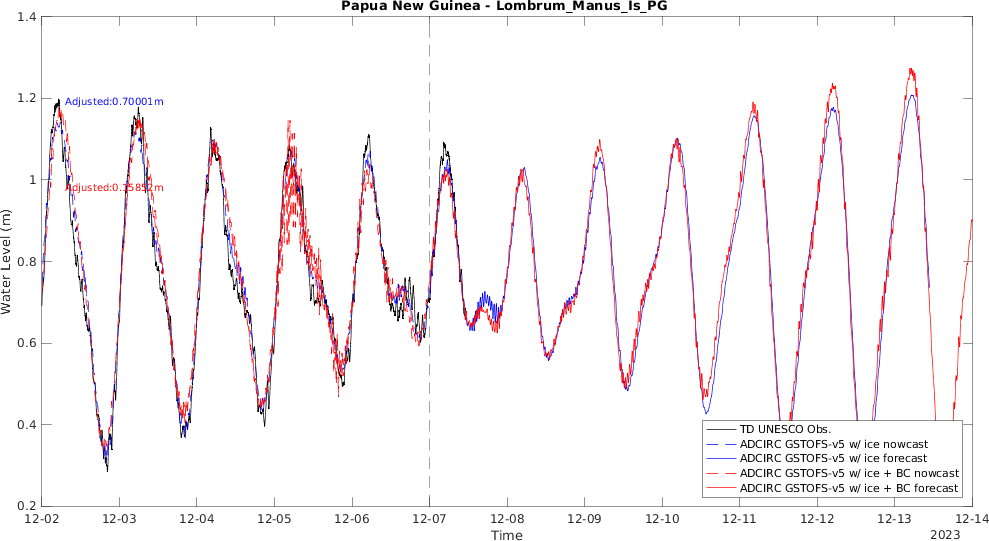 Papua New Guinea - Lombrum_Manus_Is_PG
1.4
1.2
1
0.8
0.6
0.4
0.2
Water Level (m)
Adjusted:0.70001m
Adjusted:0.15852m
TD UNESCO Obs.
ADCIRC GSTOFS-v5 w/ ice nowcast
ADCIRC GSTOFS-v5 w/ ice forecast
ADCIRC GSTOFS-v5 w/ ice + BC nowcast
ADCIRC GSTOFS-v5 w/ ice + BC forecast
12-02 12-03 12-04 12-05 12-06 12-07 12-08 12-09 12-10 12-11 12-12 12-13 12-14
Time
2023